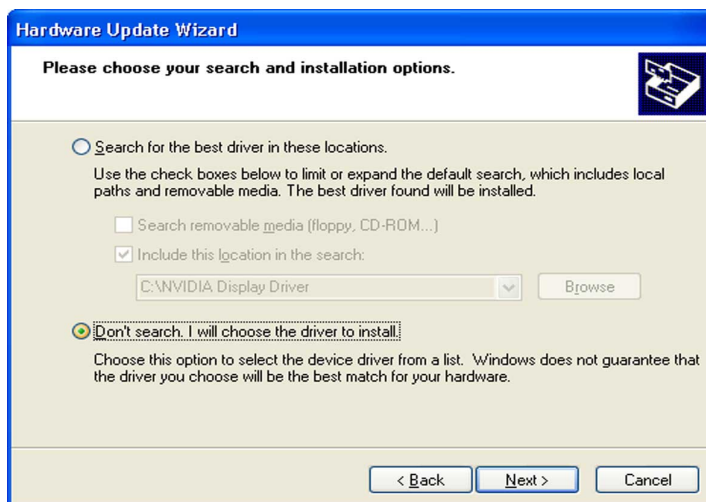 Hardware Update Wizard
Please choose your search and installation options.
Search for the best driver in these locations.
Use the check boxes below to limit or expand the default search, which includes local
paths and removable media. The best driver found will be installed.
Search removable media (floppy, CD-ROM...)
Include this location in the search:
C:\NVIDIA Display Driver
Browse
Don't search. I will choose the driver to install.
Choose this option to select the device driver from a list. Windows does not guarantee that
the driver you choose will be the best match for your hardware.
< Back Next > Cancel